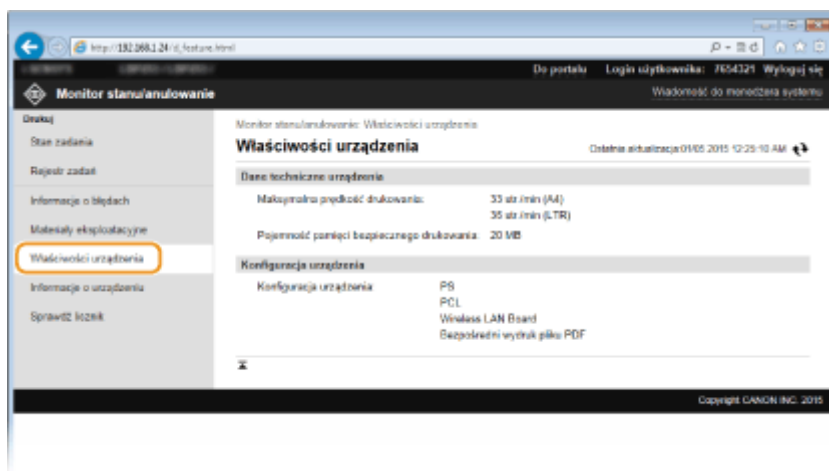 http://192.168.1.24/d_feature.html
Do portalu Login użytkownika: 7654321 Wyloguj się
Monitor stanu/anulowanie
Wiadomość do menedżera systemu
Drukuj
Stan zadania
Rejestr zadań
Informacje o błędach
Materiały eksploatacyjne
Właściwości urządzenia
Informacje o urządzeniu
Sprawdź licznik
Monitor stanu/anulowanie: Właściwości urządzenia
Właściwości urządzenia
Ostatnia aktualizacja:01/05 2015 12:25:10 AM
Dane techniczne urządzenia
Maksymalna prędkość drukowania: 33 str./min (A4)
35 str./min (LTR)
Pojemność pamięci bezpiecznego drukowania: 20 MB
Konfiguracja urządzenia
Konfiguracja urządzenia: PS
PCL
Wireless LAN Board
Bezpośredni wydruk pliku PDF
Copyright CANON INC. 2015